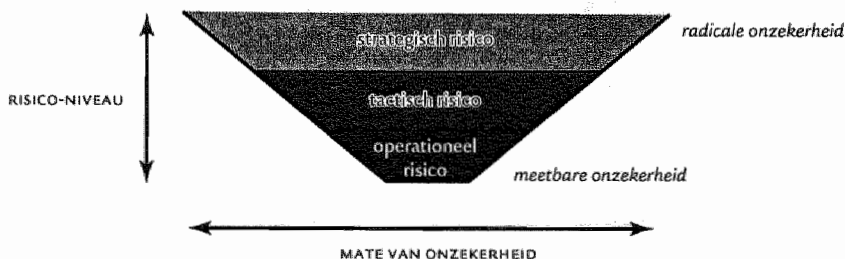 strategisch risico
radicale onzekerheid
tactisch risico
RISICO-NIVEAU
operationeel
risico
meetbare onzekerheid
MATE VAN ONZEKERHEID